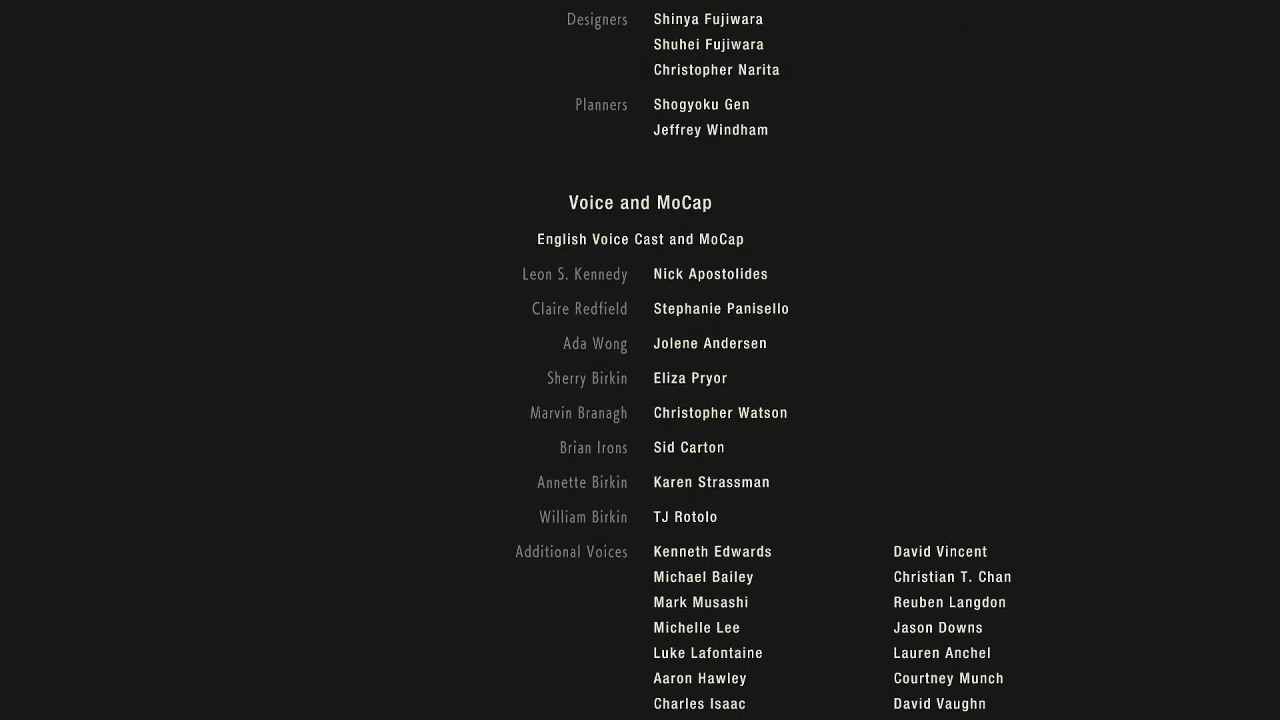 Designers Shinya Fujiwara
Shuhei Fujiwara
Christopher Narita
Planners Shogyoku Gen
Jeffrey Windham
Voice and MoCap
English Voice Cast and MoCap
Leon S. Kennedy Nick Apostolides
Claire Redfield Stephanie Panisello
Ada Wong Jolene Andersen
Sherry Birkin Eliza Pryor
Marvin Branagh Christopher Watson
Brian Irons Sid Carton
Annette Birkin Karen Strassman
William Birkin TJ Rotolo
Additional Voices Kenneth Edwards David Vincent
Michael Bailey Christian T. Chan
Mark Musashi Reuben Langdon
Michelle Lee Jason Downs
Luke Lafontaine Lauren Anchel
Aaron Hawley Courtney Munch
Charles Isaac David Vaughn